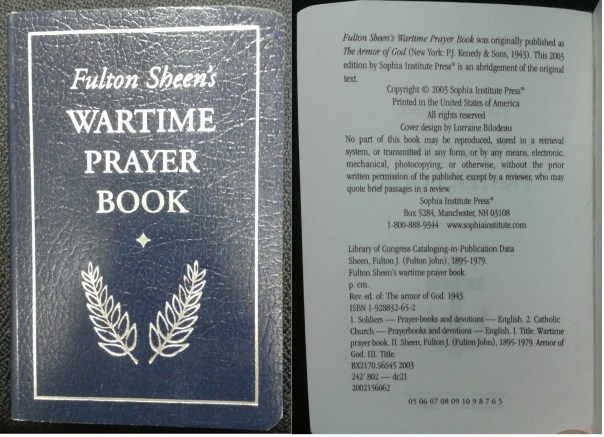 Fulton Sheen's
WARTIME
PRAYER
BOOK
Fulton Sheen's Wartime Prayer Book was originally published as
The Armor of God (New York: P.J. Kenedy & Sons, 1943). This 2003
edition by Sophia Institute Press® is an abridgement of the original
text.
Copyright © 2003 Sophia Institute Press®
Printed in the United States of America
All rights reserved
Cover design by Lorraine Bilodeau
No part of this book may be reproduced, stored in a retrieval
system, or transmitted in any form, or by any means, electronic,
mechanical, photocopying, or otherwise, without the prior
written permission of the publisher, except by a reviewer, who may
quote brief passages in a review.
Sophia Institute Press®
Box 5284, Manchester, NH 03108
1-800-888-9344 www.sophiainstitute.com
Library of Congress Cataloging-in-Publication Data
Sheen, Fulton J. (Fulton John), 1895-1979.
Fulton Sheen's wartime prayer book.
p. cm.
Rev. ed. of: The armor of God. 1943.
ISBN 1-928832-65-2
1. Soldiers — Prayer-books and devotions — English. 2. Catholic
Church — Prayerbooks and devotions — English. I. Title: Wartime
prayer book. II. Sheen, Fulton J. (Fulton John), 1895-1979. Armor of
God. III. Title.
BX2170.S6S45 2003
242'.802 — dc21
2002156062
05 06 07 08 09 10 9 8 7 6 5